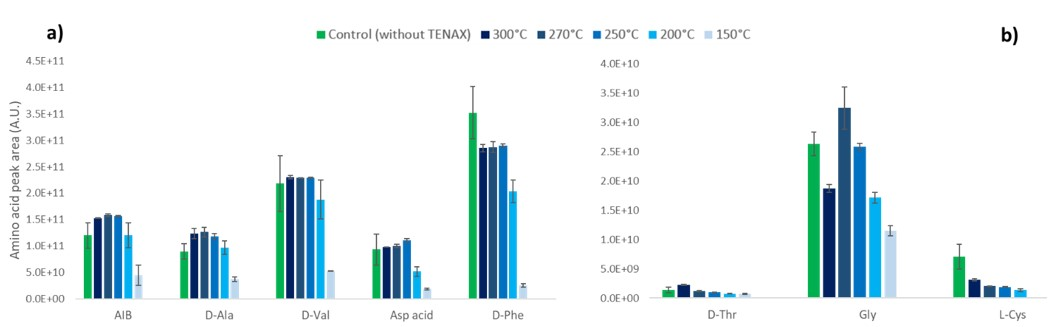 a)
Control (without TENAX) 300°C 270°C 250°C 200°C 150°C
b)
Amino acid peak area (A.U.)
4.5E+11
4.0E+11
3.5E+11
3.0E+11
2.5E+11
2.0E+11
1.5E+11
1.0E+11
5.0E+10
0.0E+00
AIB D-Ala D-Val Asp acid D-Phe
4.0E+10
3.5E+10
3.0E+10
2.5E+10
2.0E+10
1.5E+10
1.0E+10
5.0E+09
0.0E+00
D-Thr Gly L-Cys